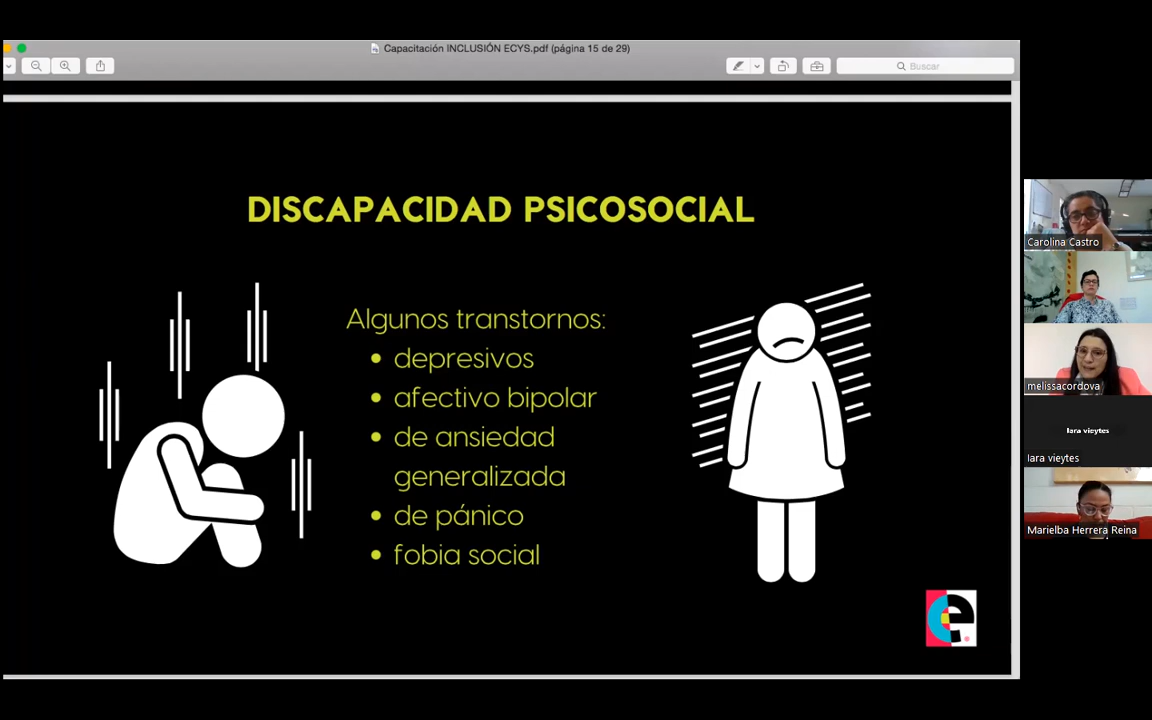 Capacitación INCLUSIÓN ECYS.pdf (página 15 de 29)
Buscar
DISCAPACIDAD PSICOSOCIAL
Algunos transtornos:
• depresivos
• afectivo bipolar
• de ansiedad
generalizada
• de pánico
• fobia social
Carolina Castro
melissacordova
lara vieytes
lara vieytes
Marielba Herrera Reina